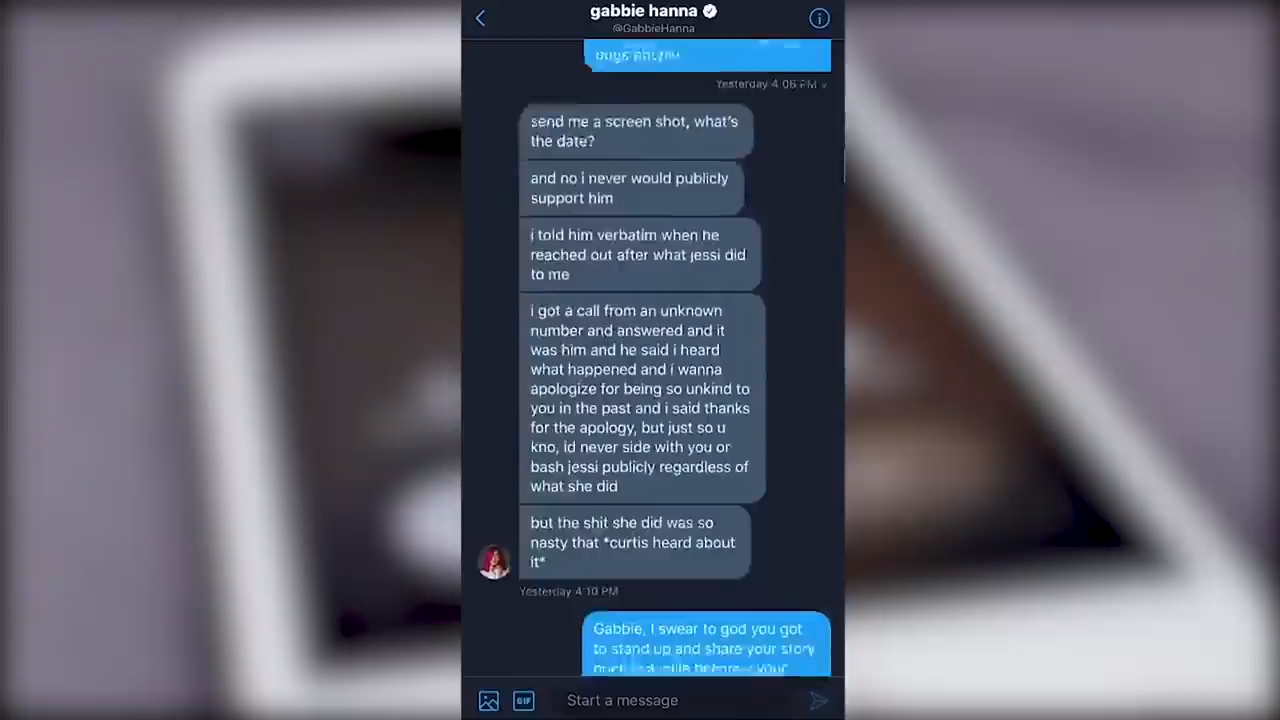 gabbie hanna
@GabbieHanna
Yesterday 4:06 PM
send me a screen shot, what's
the date?
and no i never would publicly
support him
i told him verbatim when he
reached out after what jessi did
to me
i got a call from an unknown
number and answered and it
was him and he said i heard
what happened and i wanna
apologize for being so unkind to
you in the past and i said thanks
for the apology, but just so u
kno, id never side with you or
bash jessi publicly regardless of
what she did
but the shit she did was so
nasty that *curtis heard about
it*
Yesterday 4:10 PM
Gabbie, I swear to god you got
to stand up and share your story
your
GIF
Start a message